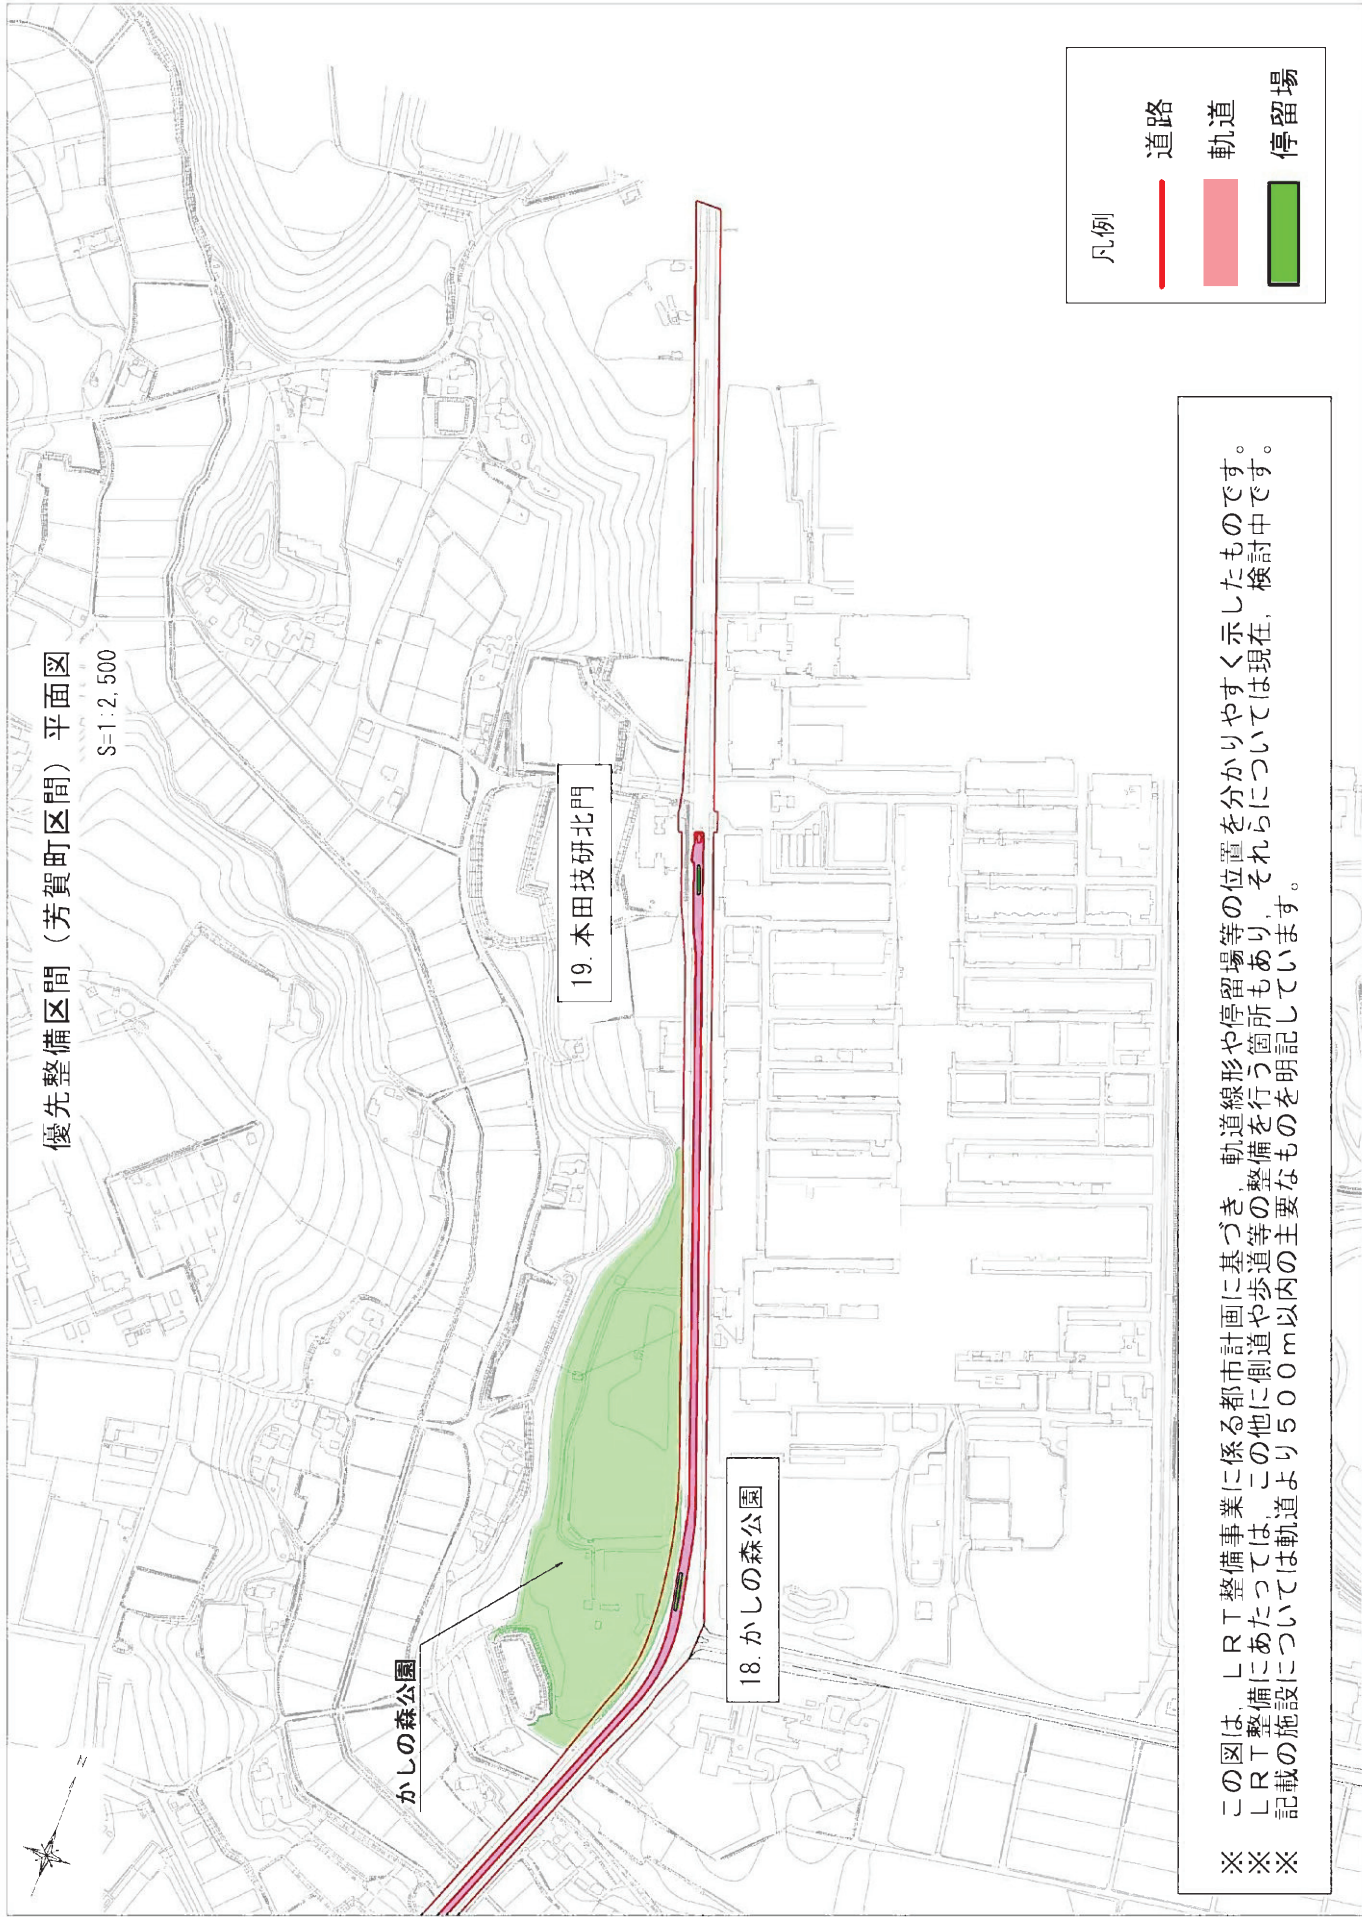 優先整備区間（芳賀町区間）平面図
S=1:2,500
かしの森公園
18. かしの森公園
19. 本田技研北門
凡例
道路
軌道
停留場
※　この図は，ＬＲＴ整備事業に係る都市計画に基づき，軌道線形や停留場等の位置を分かりやすく示したものです。
※　ＬＲＴ整備にあたっては，この他に側道や歩道等の整備を行う箇所もあり，それらについては現在，検討中です。
※　記載の施設については軌道より５００ｍ以内の主要なものを明記しています。